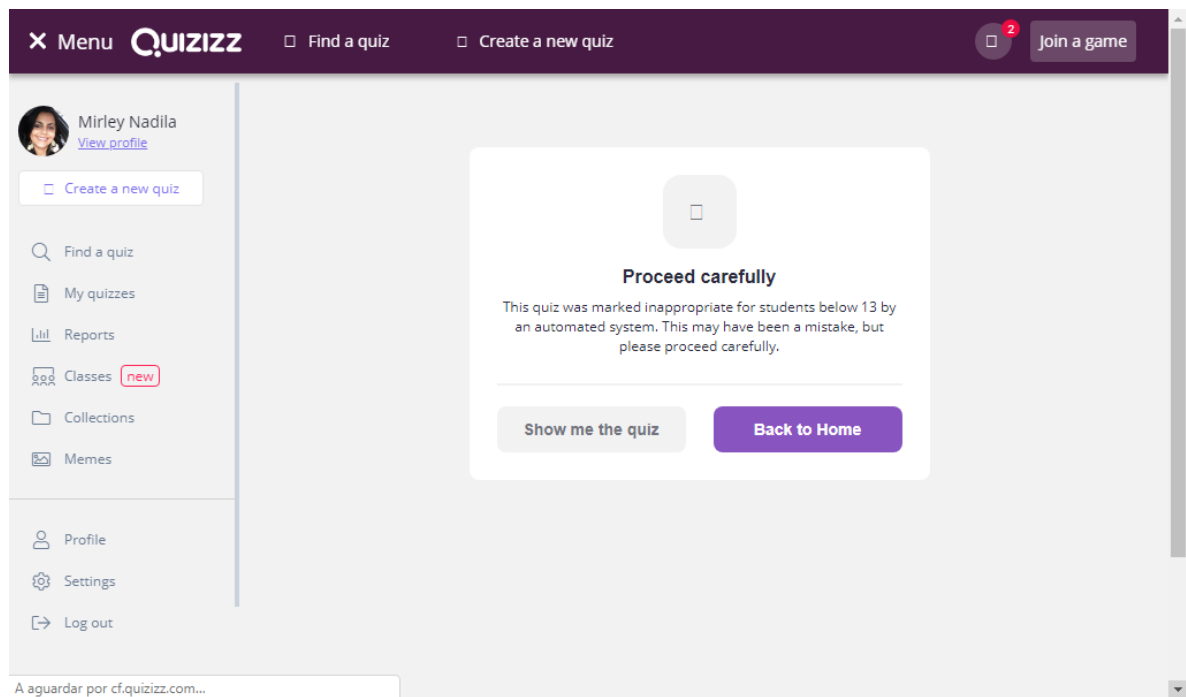 Menu QUIZIZZ Find a quiz Create a new quiz 2 Join a game
Mirley Nadila
View profile
Create a new quiz
Find a quiz
My quizzes
Reports
Classes new
Collections
Memes
Profile
Settings
Log out
Proceed carefully
This quiz was marked inappropriate for students below 13 by
an automated system. This may have been a mistake, but
please proceed carefully.
Show me the quiz Back to Home
A aguardar por cf.quizizz.com...